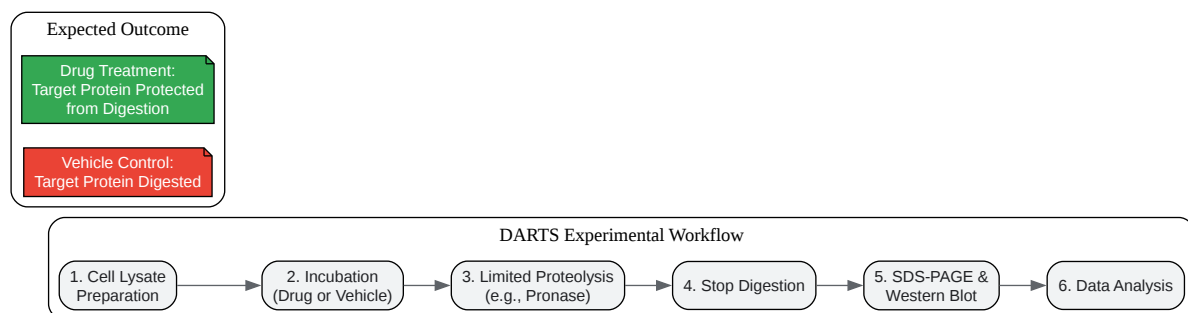 Expected Outcome
Drug Treatment:
Target Protein Protected
from Digestion
Vehicle Control:
Target Protein Digested
DARTS Experimental Workflow
1. Cell Lysate
Preparation
2. Incubation
(Drug or Vehicle)
3. Limited Proteolysis
(e.g., Pronase)
4. Stop Digestion
5. SDS-PAGE &
Western Blot
6. Data Analysis